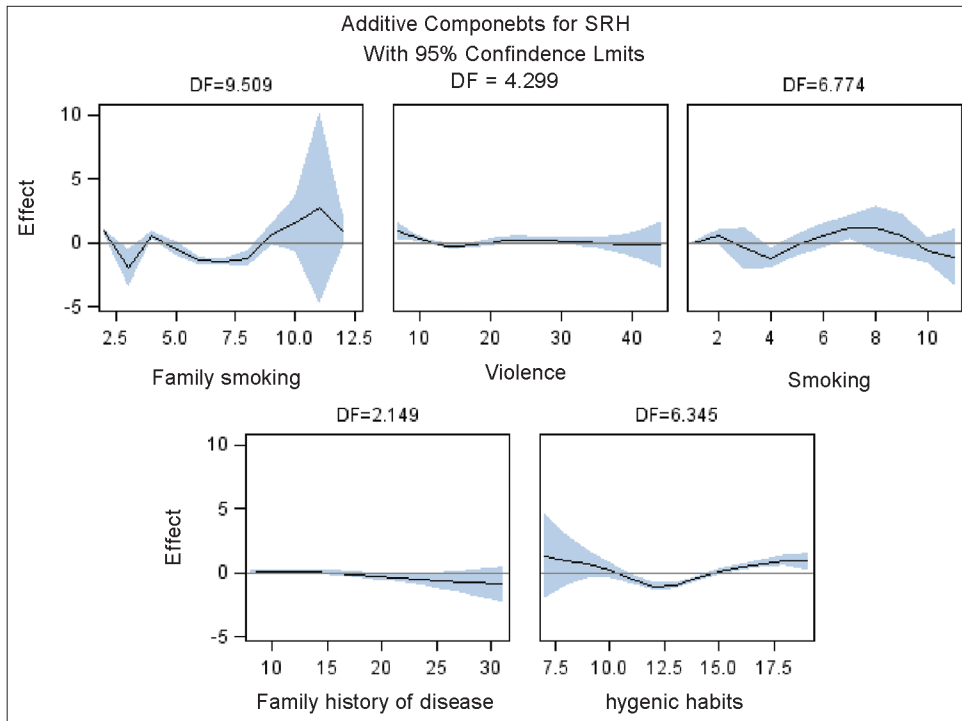 Additive Componebts for SRH
With 95% Confindence Lmits
DF=9.509
DF = 4.299
DF=6.774
Effect
10
5
0
-5
2.5 5.0 7.5 10.0 12.5
10 20 30 40
2 4 6 8 10
Family smoking
Violence
Smoking
DF=2.149
DF=6.345
Effect
10
5
0
-5
10 15 20 25 30
7.5 10.0 12.5 15.0 17.5
Family history of disease
hygenic habits